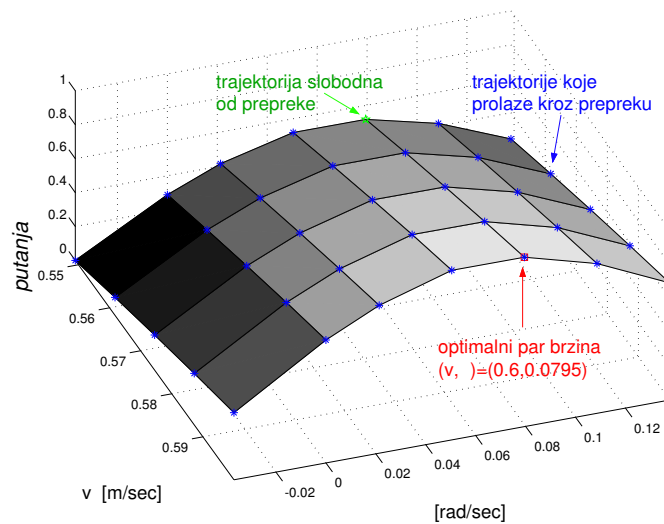 1
0.8
0.6
0.4
0.2
0
putanja
trajektorija slobodna
od prepreke
trajektorije koje
prolaze kroz prepreku
optimalni par brzina
(v, )=(0.6,0.0795)
0.55
0.56
0.57
0.58
0.59
v [m/sec]
-0.02
0
0.02
0.04
0.06
0.08
0.1
0.12
[rad/sec]